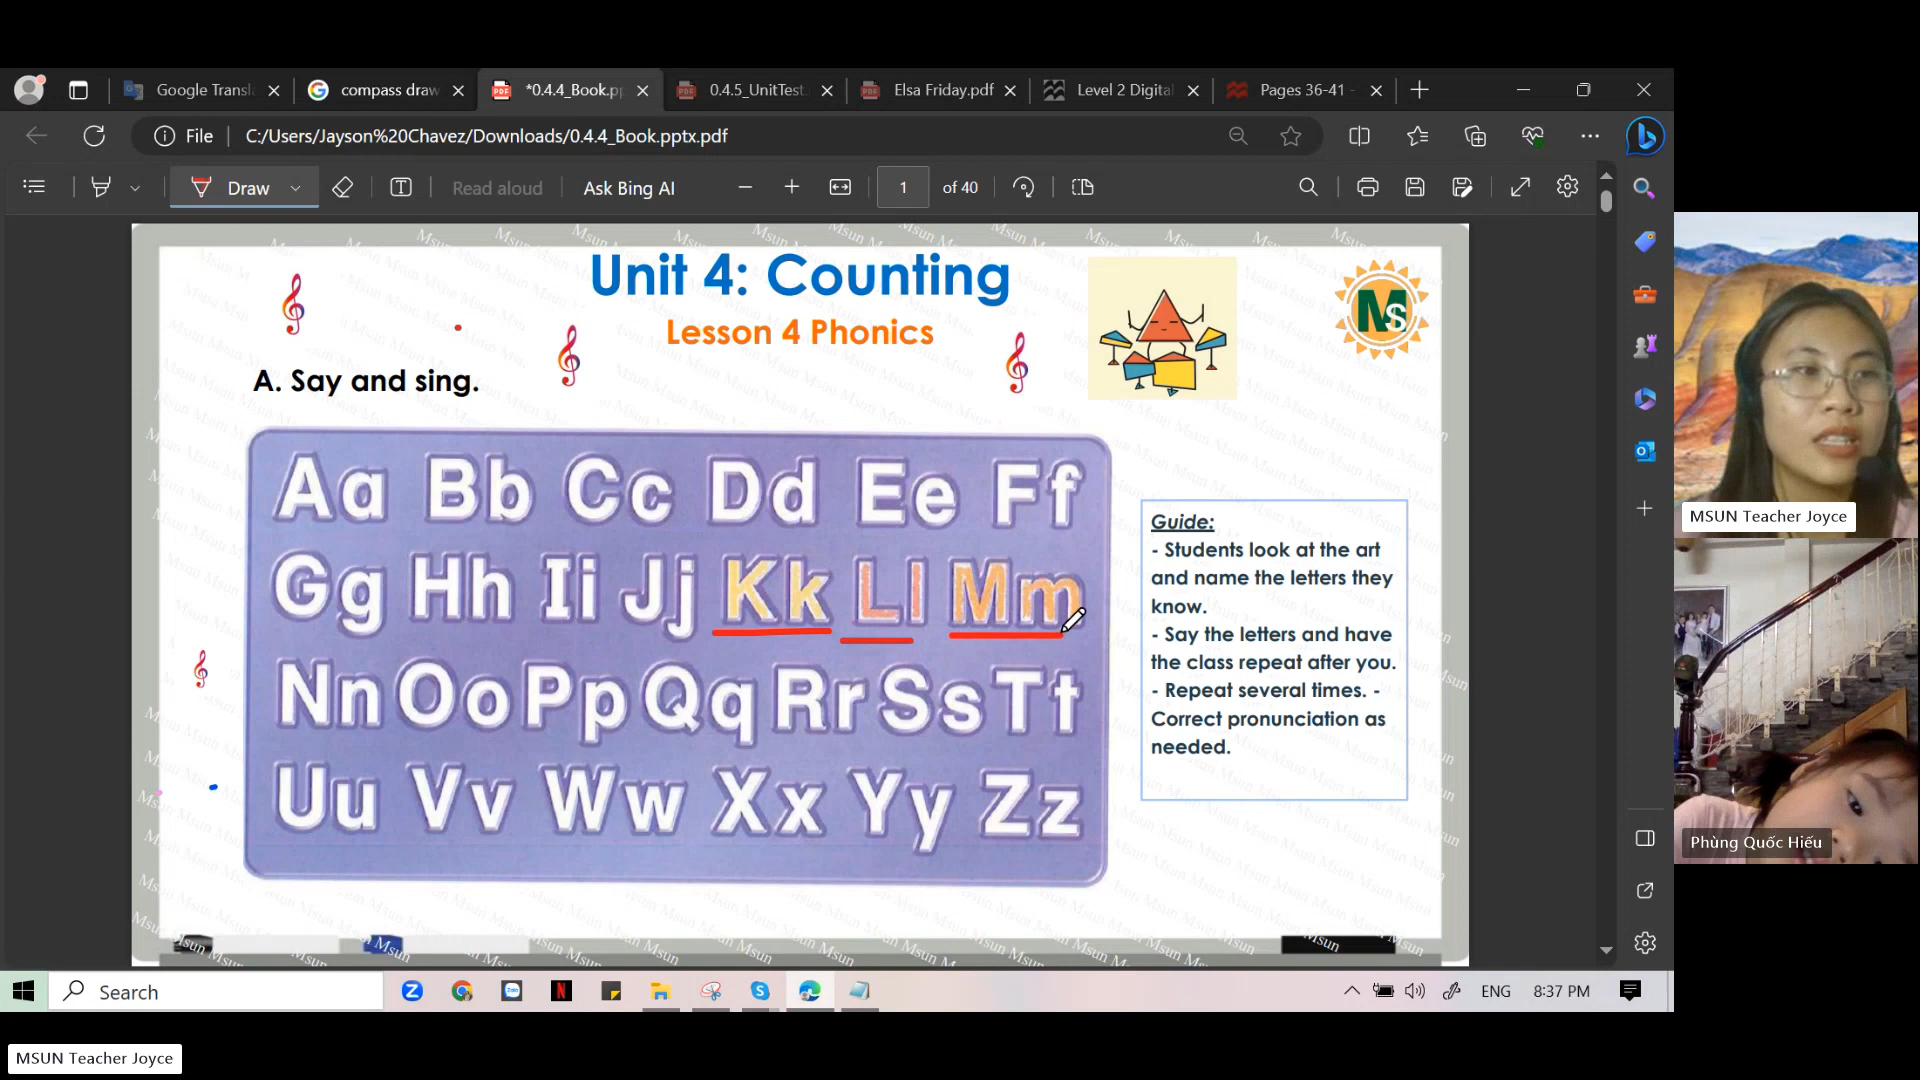 Google Transl
compass draw
*0.4.4_Book.pp
0.4.5_UnitTest.
Elsa Friday.pdf
Level 2 Digital
Pages 36-41 -
File
C:/Users/Jayson%20Chavez/Downloads/0.4.4_Book.pptx.pdf
Draw
Read aloud
Ask Bing AI
1
of 40
Unit 4: Counting
Lesson 4 Phonics
MS
A. Say and sing.
Aa Bb Cc Dd Ee Ff
Gg Hh Ii Jj Kk Ll Mm
Nn Oo Pp Qq Rr Ss Tt
Uu Vv Ww Xx Yy Zz
Guide:
- Students look at the art
and name the letters they
know.
- Say the letters and have
the class repeat after you.
- Repeat several times. -
Correct pronunciation as
needed.
MSUN Teacher Joyce
Phùng Quốc Hiếu
Search
ENG
8:37 PM
MSUN Teacher Joyce